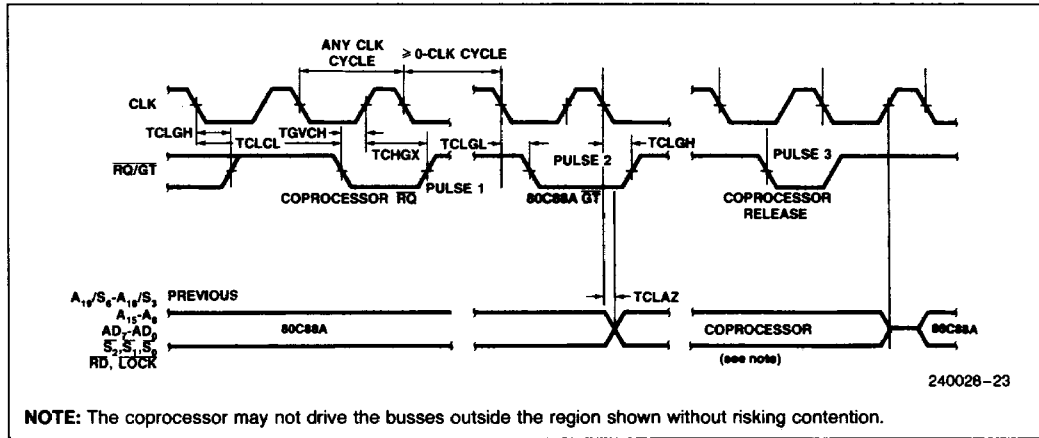 ANY CLK CYCLE
≥ 0-CLK CYCLE
CLK
TCLGH
TCLCL
TGVCH
TCHGX
TCLGL
PULSE 2
TCLGH
PULSE 3
RQ/GT
PULSE 1
COPROCESSOR RQ
80C88A GT
COPROCESSOR RELEASE
TCLAZ
A19/S6-A16/S3
PREVIOUS
A15-A8
AD7-AD0
80C88A
COPROCESSOR
80C88A
S2,S1,S0
RD, LOCK
(see note)
240028-23
NOTE: The coprocessor may not drive the busses outside the region shown without risking contention.